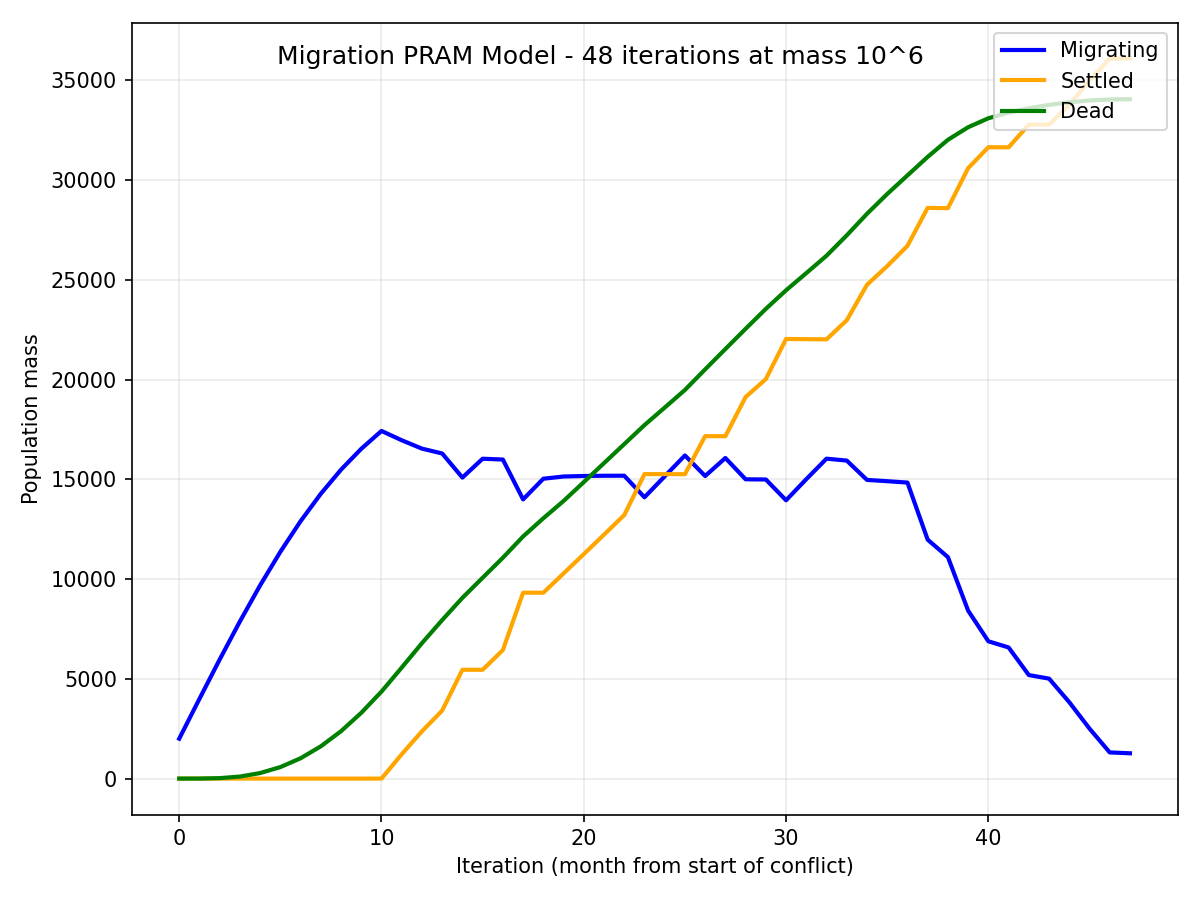 Migration PRAM Model - 48 iterations at mass 10^6
Migrating
Settled
Dead
Population mass
35000
30000
25000
20000
15000
10000
5000
0
0 10 20 30 40
Iteration (month from start of conflict)